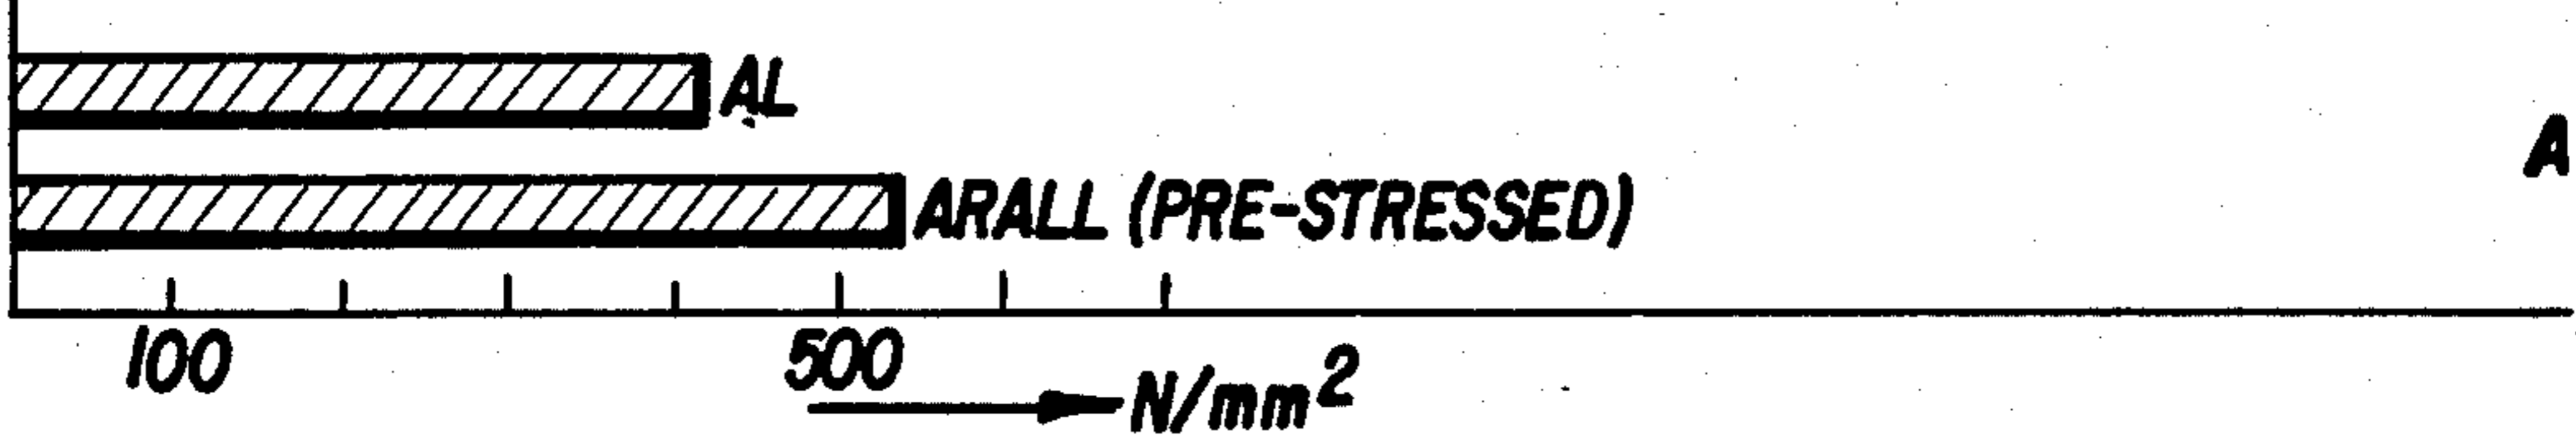 AL
A
ARALL (PRE-STRESSED)
100 500
N/mm²